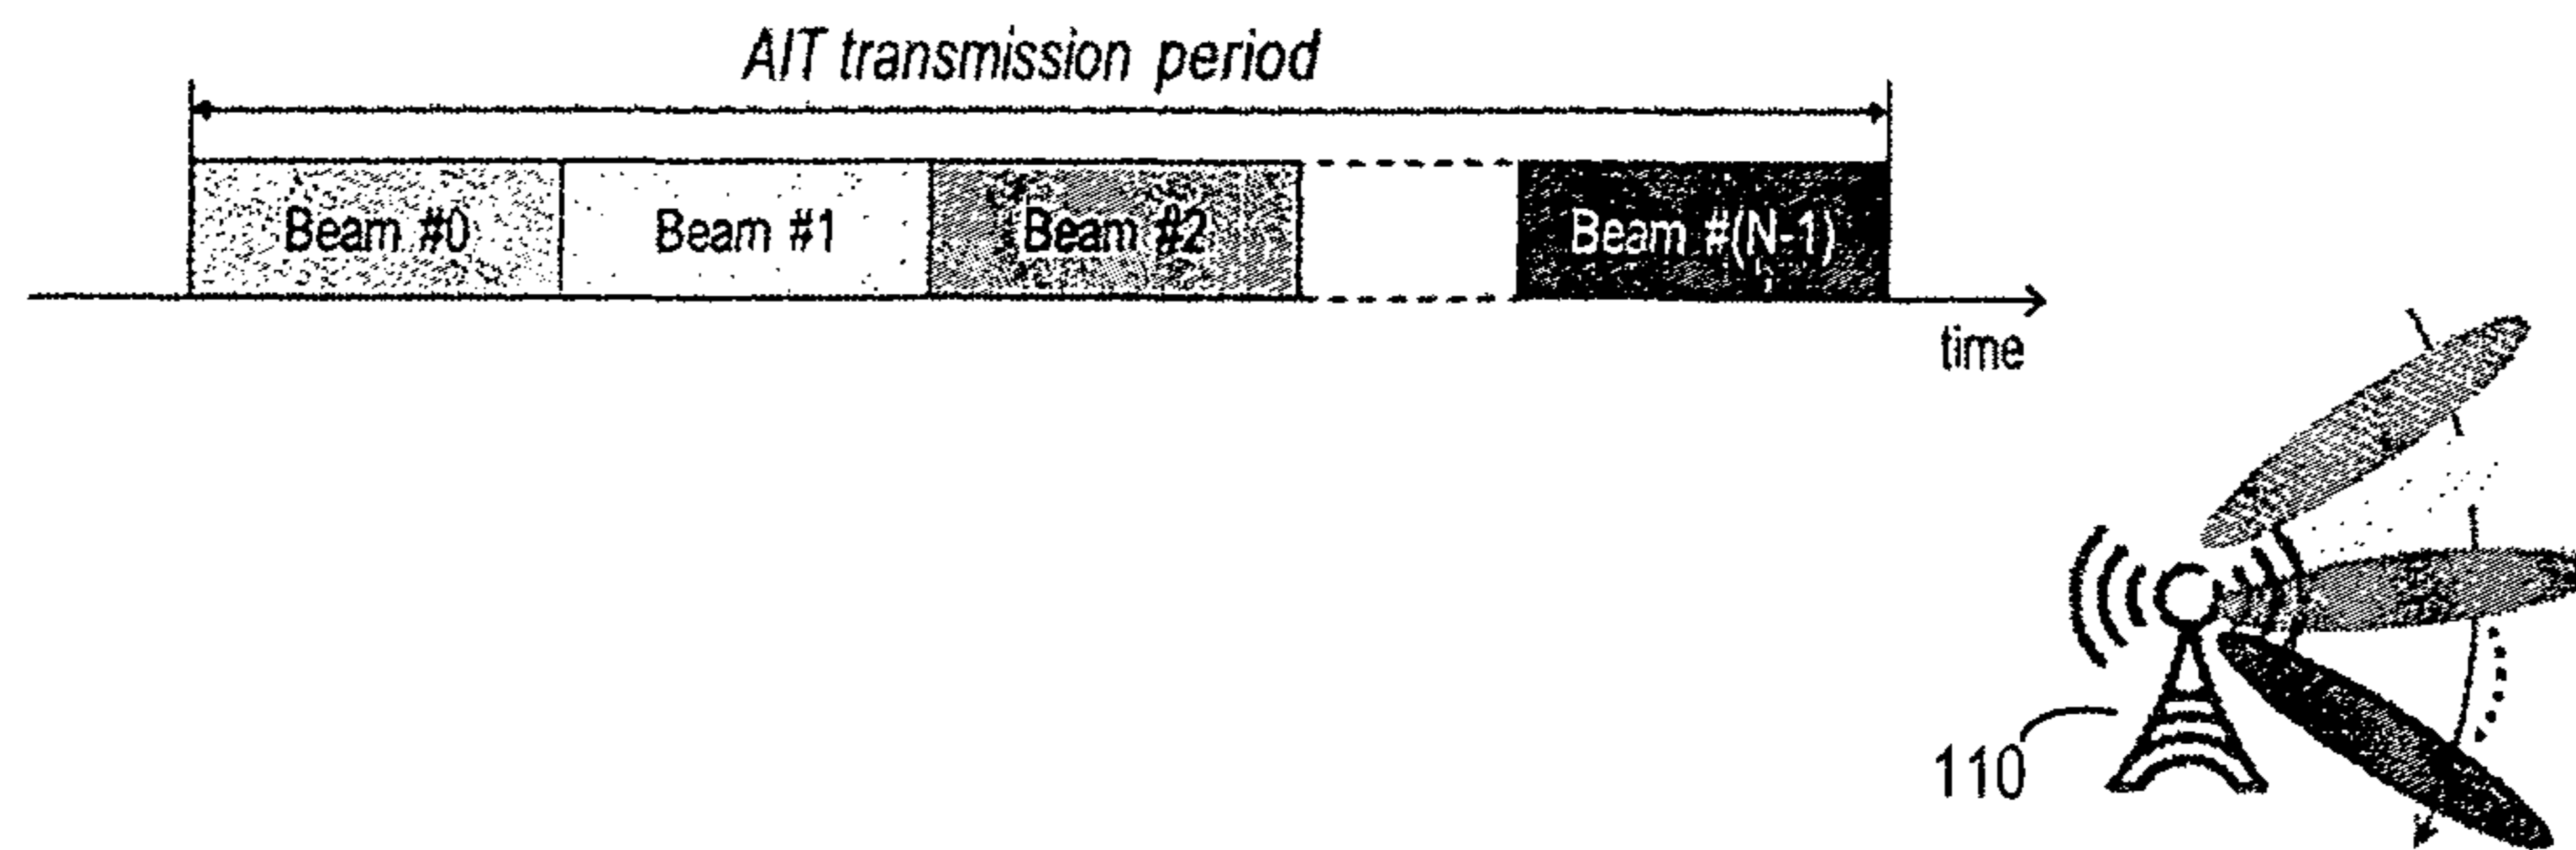 AIT transmission period
Beam #0 Beam #1 Beam #2 Beam #(N-1)
time
110